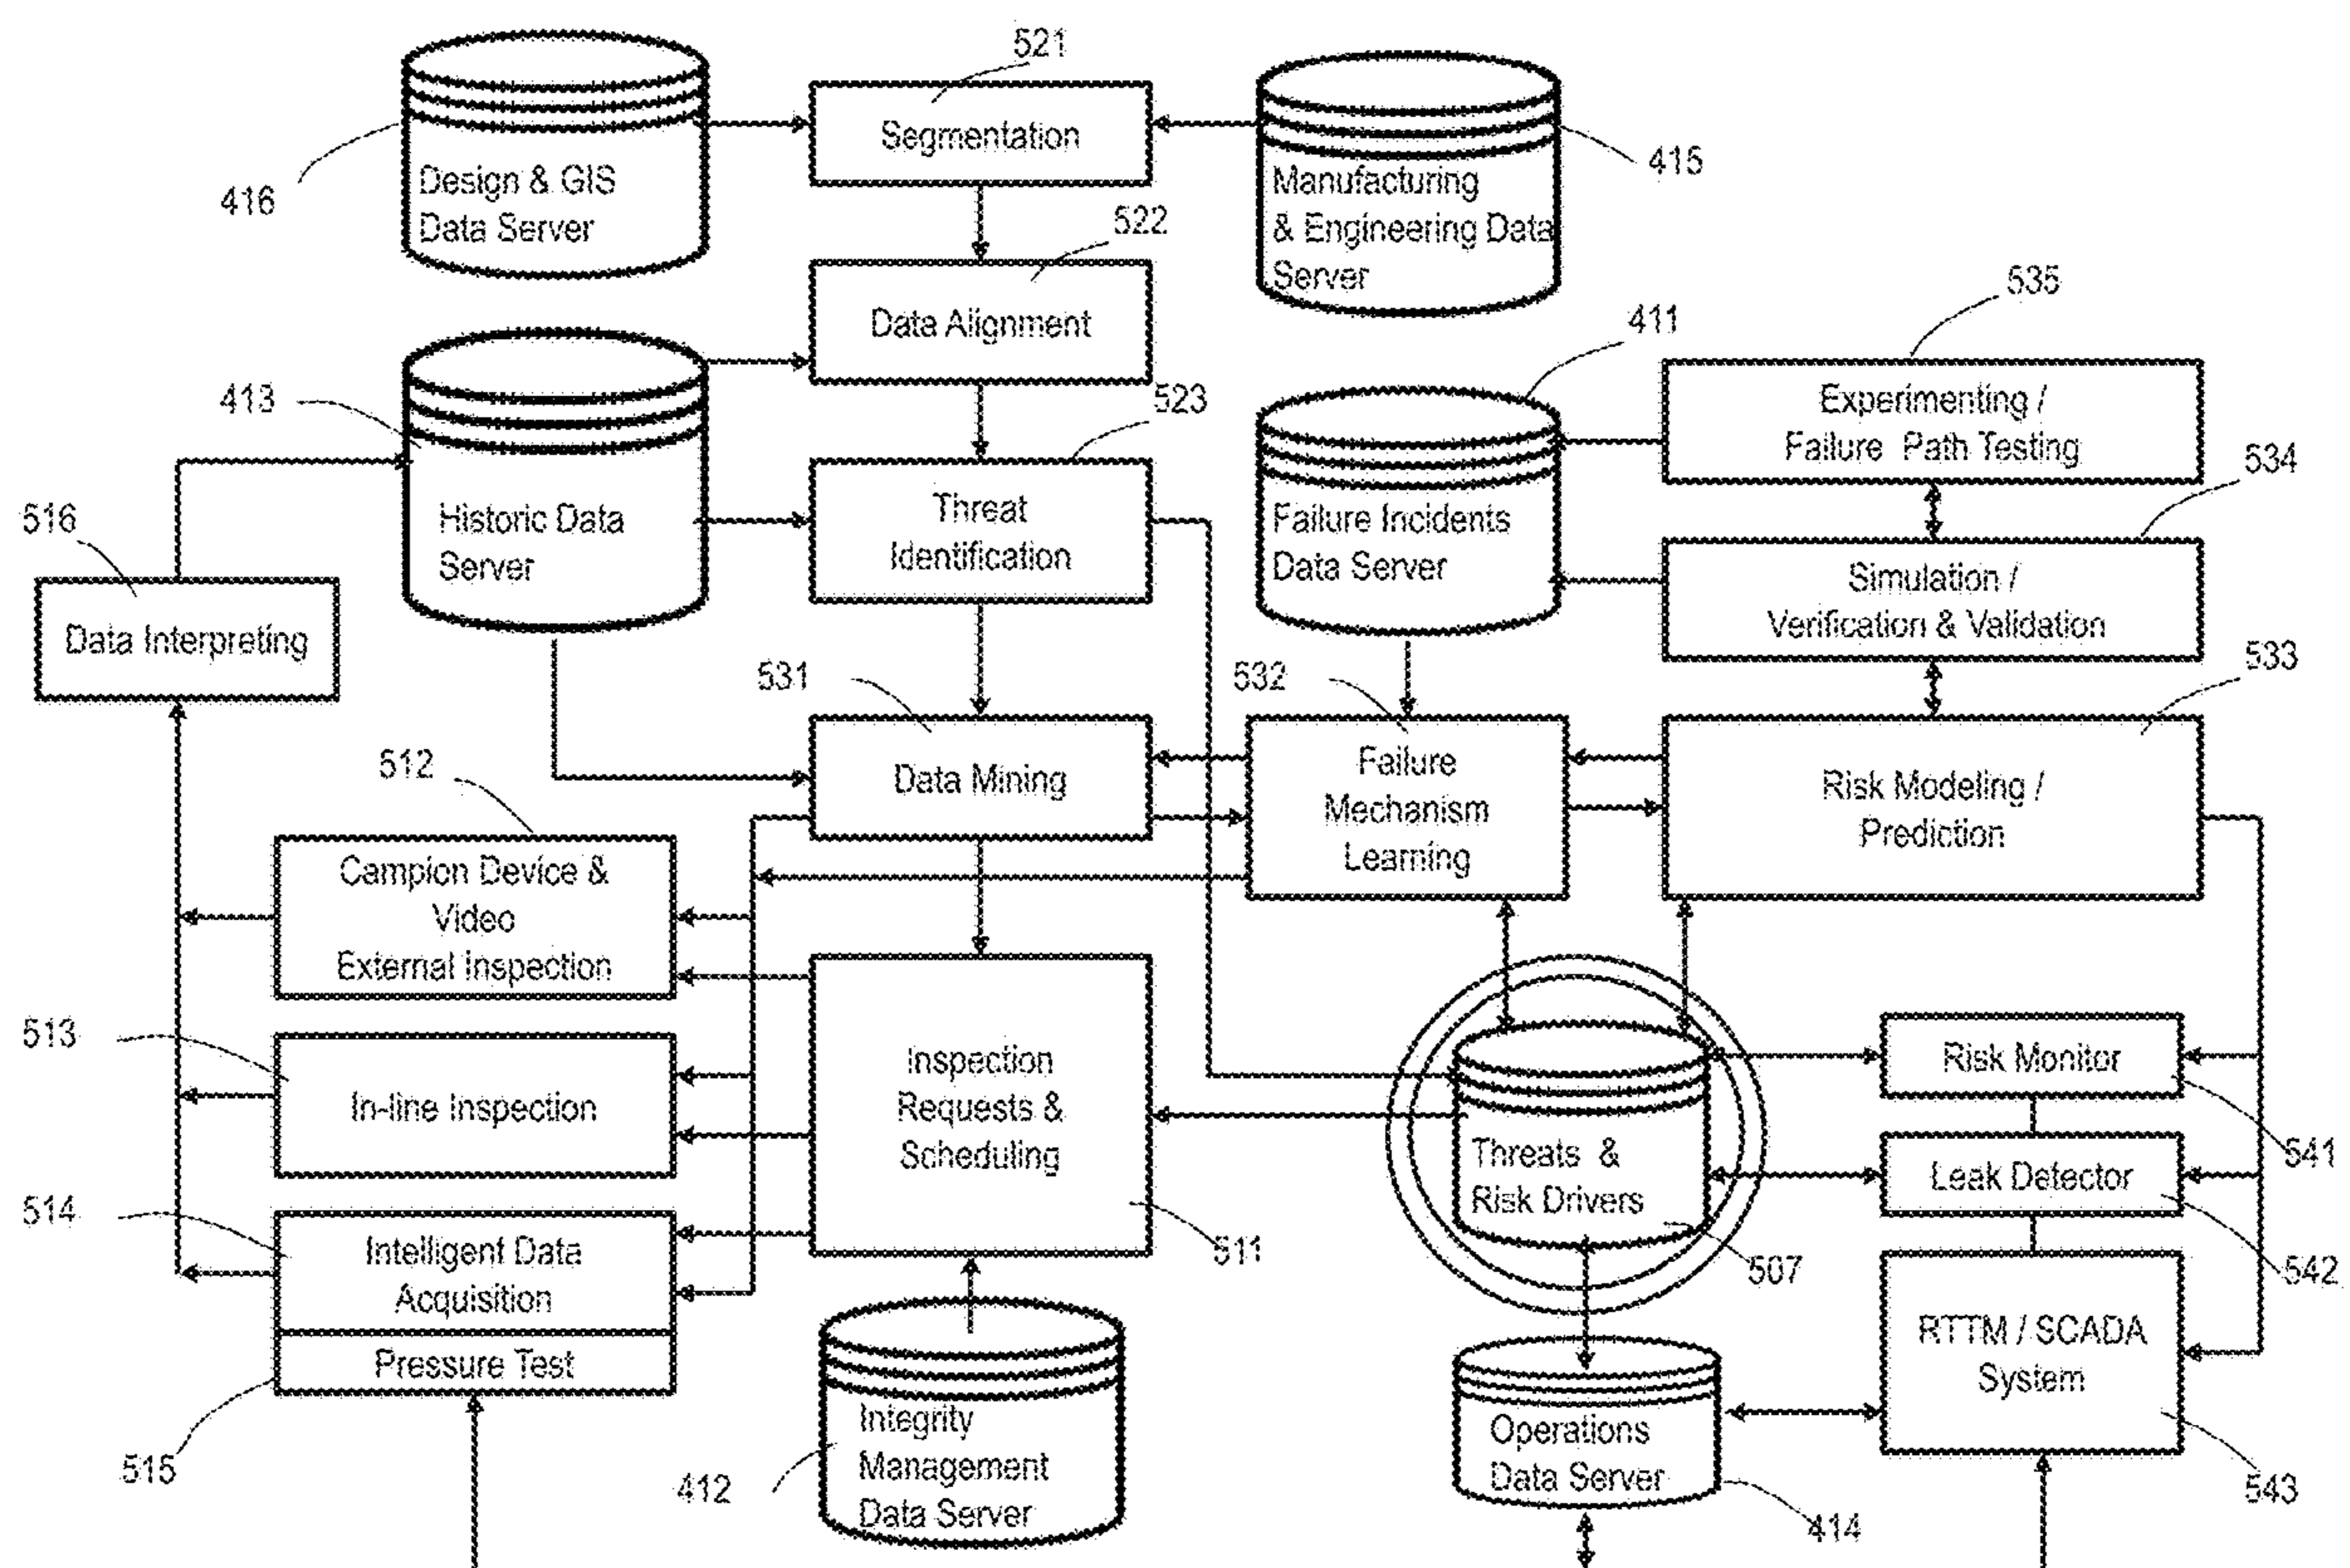 521
Segmentation
Design & GIS
Data Server
416
Manufacturing
& Engineering Data
Server
415
522
Data Alignment
535
411
Experimenting /
Failure Path Testing
413
523
534
Historic Data
Server
Threat
Identification
Failure Incidents
Data Server
Simulation /
Verification & Validation
516
Data Interpreting
531
532
533
Data Mining
Failure
Mechanism
Learning
Risk Modeling /
Prediction
512
Campion Device &
Video
External Inspection
513
In-line Inspection
Inspection
Requests &
Scheduling
511
Threats &
Risk Drivers
507
Risk Monitor
541
Leak Detector
542
514
Intelligent Data
Acquisition
Pressure Test
515
Integrity
Management
Data Server
412
Operations
Data Server
414
RTTM / SCADA
System
543